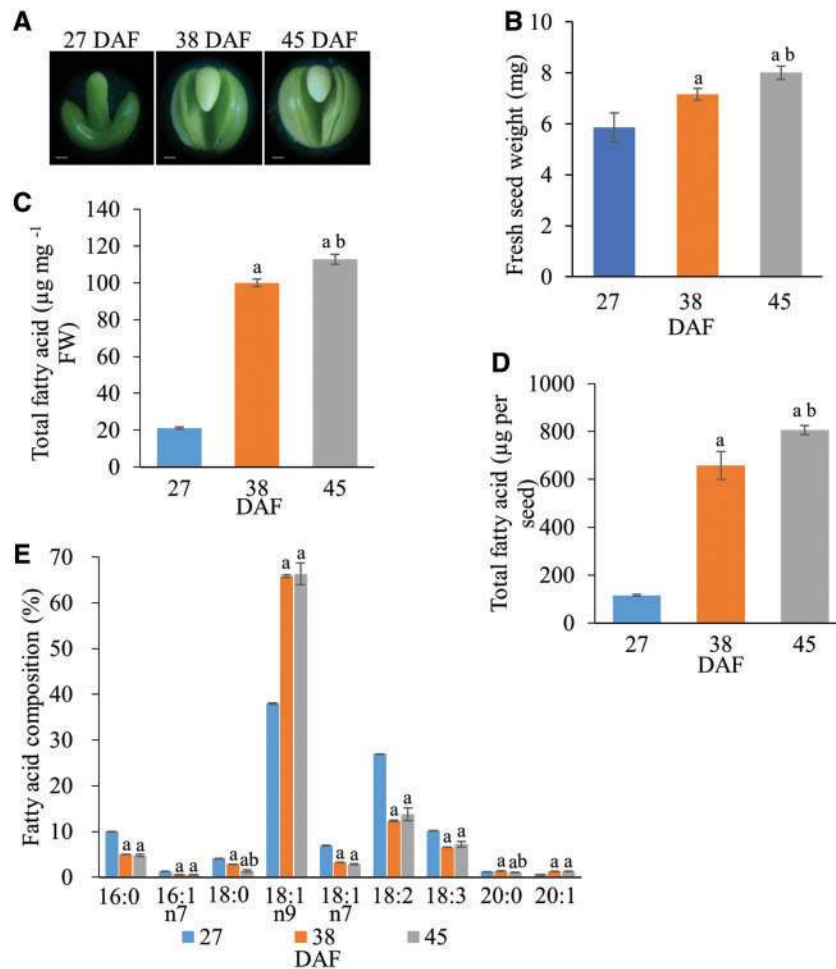 A
27 DAF 38 DAF 45 DAF
B
Fresh seed weight (mg)
10
8
6
4
2
0
a
a b
27 38 45
DAF
C
Total fatty acid (µg mg -1
FW)
140
120
100
80
60
40
20
0
a
a b
27 38 45
DAF
D
Total fatty acid (µg per
seed)
1000
800
600
400
200
0
a
a b
27 38 45
DAF
E
Fatty acid composition (%)
70
60
50
40
30
20
10
0
a a
a a
a ab
a a
a a
a a
a a
a ab
a a
16:0 16:1 18:0 18:1 18:1 18:2 18:3 20:0 20:1
n7 n9 n7
27 38 45
DAF